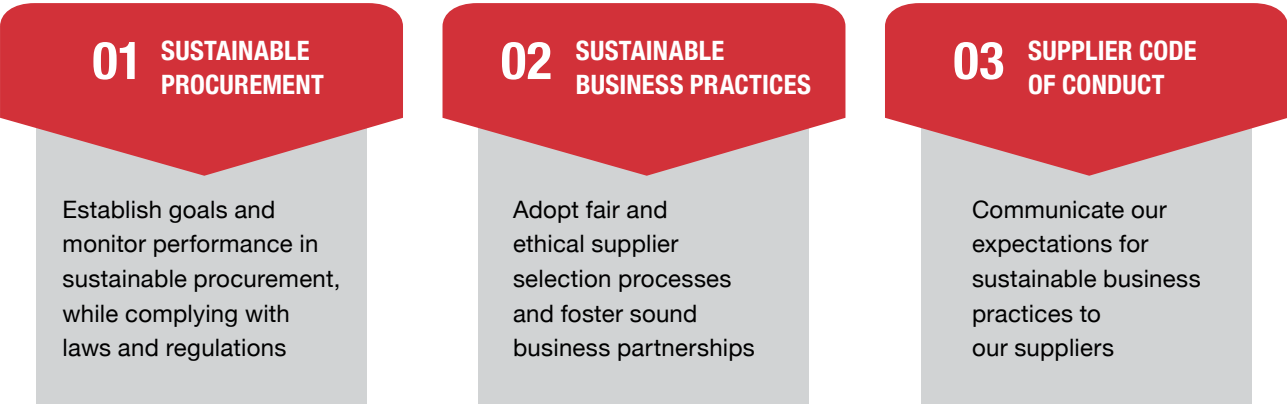 01 SUSTAINABLE
PROCUREMENT
Establish goals and
monitor performance in
sustainable procurement,
while complying with
laws and regulations
02 SUSTAINABLE
BUSINESS PRACTICES
Adopt fair and
ethical supplier
selection processes
and foster sound
business partnerships
03 SUPPLIER CODE
OF CONDUCT
Communicate our
expectations for
sustainable business
practices to
our suppliers